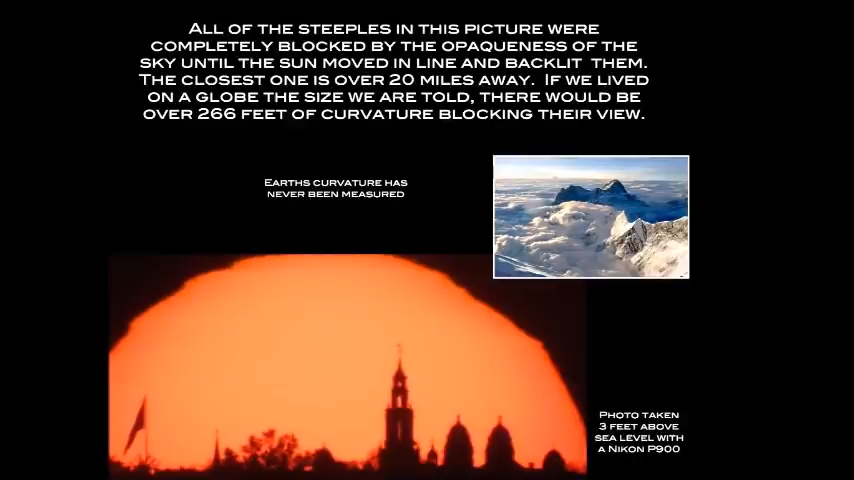 ALL OF THE STEEPLES IN THIS PICTURE WERE
COMPLETELY BLOCKED BY THE OPAQUENESS OF THE
SKY UNTIL THE SUN MOVED IN LINE AND BACKLIT THEM.
THE CLOSEST ONE IS OVER 20 MILES AWAY. IF WE LIVED
ON A GLOBE THE SIZE WE ARE TOLD, THERE WOULD BE
OVER 266 FEET OF CURVATURE BLOCKING THEIR VIEW.
EARTHS CURVATURE HAS
NEVER BEEN MEASURED
PHOTO TAKEN
3 FEET ABOVE
SEA LEVEL WITH
A NIKON P900